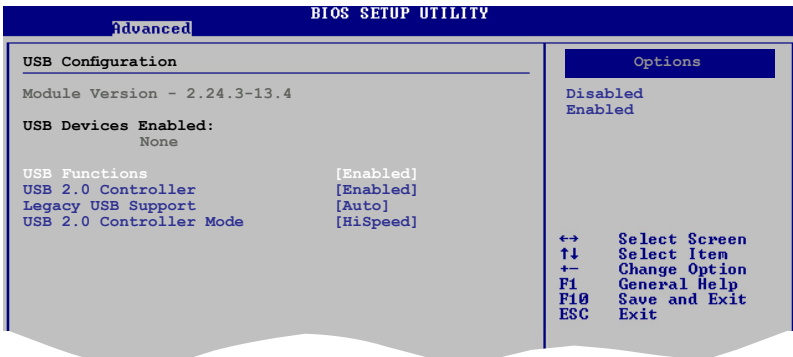 BIOS SETUP UTILITY
Advanced
USB Configuration
Module Version - 2.24.3-13.4
USB Devices Enabled:
None
USB Functions [Enabled]
USB 2.0 Controller [Enabled]
Legacy USB Support [Auto]
USB 2.0 Controller Mode [HiSpeed]
Options
Disabled
Enabled
←→ Select Screen
↑↓ Select Item
+- Change Option
F1 General Help
F10 Save and Exit
ESC Exit